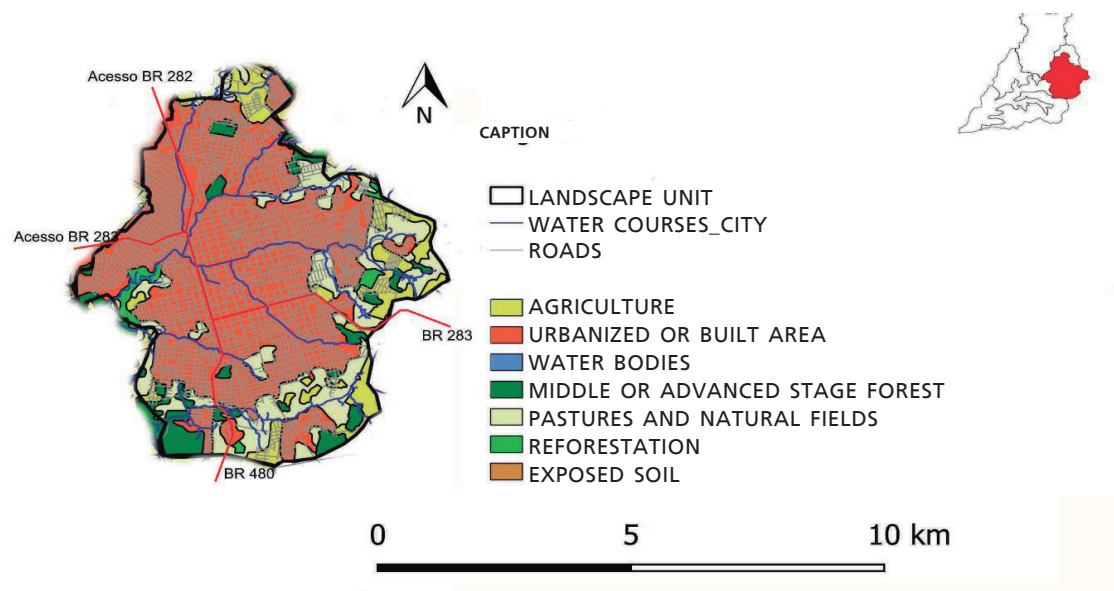 Acesso BR 282
N
CAPTION
LANDSCAPE UNIT
WATER COURSES_CITY
Acesso BR 282
ROADS
AGRICULTURE
URBANIZED OR BUILT AREA
BR 283
WATER BODIES
MIDDLE OR ADVANCED STAGE FOREST
PASTURES AND NATURAL FIELDS
REFORESTATION
BR 480
EXPOSED SOIL
0 5 10 km